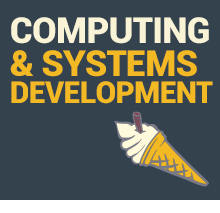 COMPUTING
& SYSTEMS
DEVELOPMENT